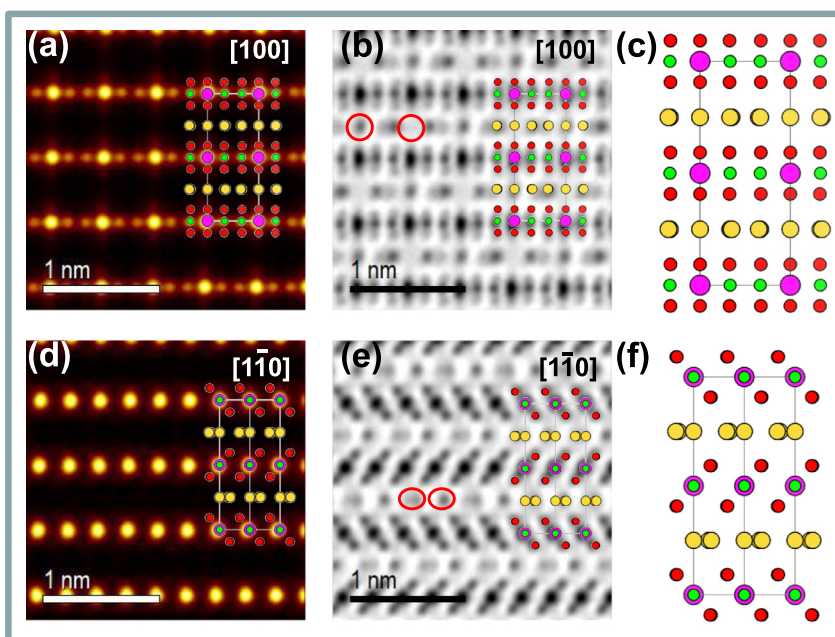 (a) [100]
1 nm
(b) [100]
1 nm
(c)
(d) [11̄0]
1 nm
(e) [11̄0]
1 nm
(f)